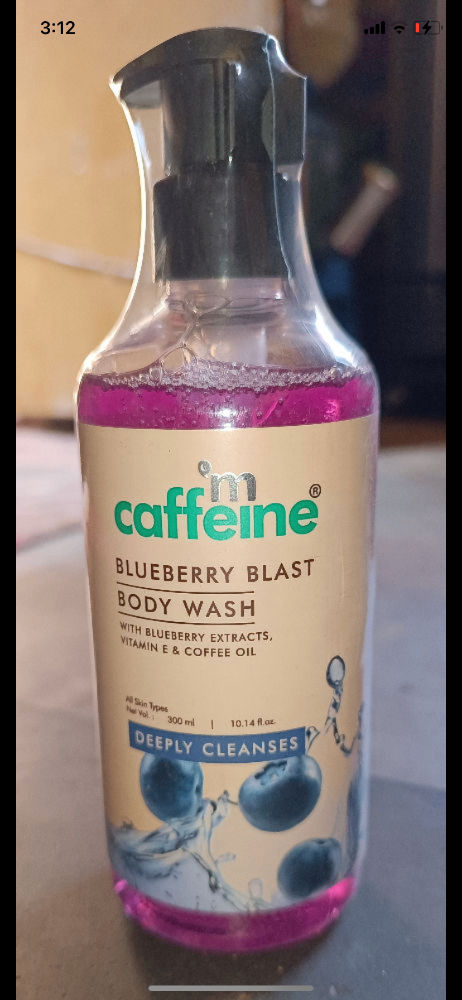 3:12
'm
caffeine®
BLUEBERRY BLAST
BODY WASH
WITH BLUEBERRY EXTRACTS,
VITAMIN E & COFFEE OIL
All Skin Types
Net Vol. : 300 ml | 10.14 fl.oz.
DEEPLY CLEANSES